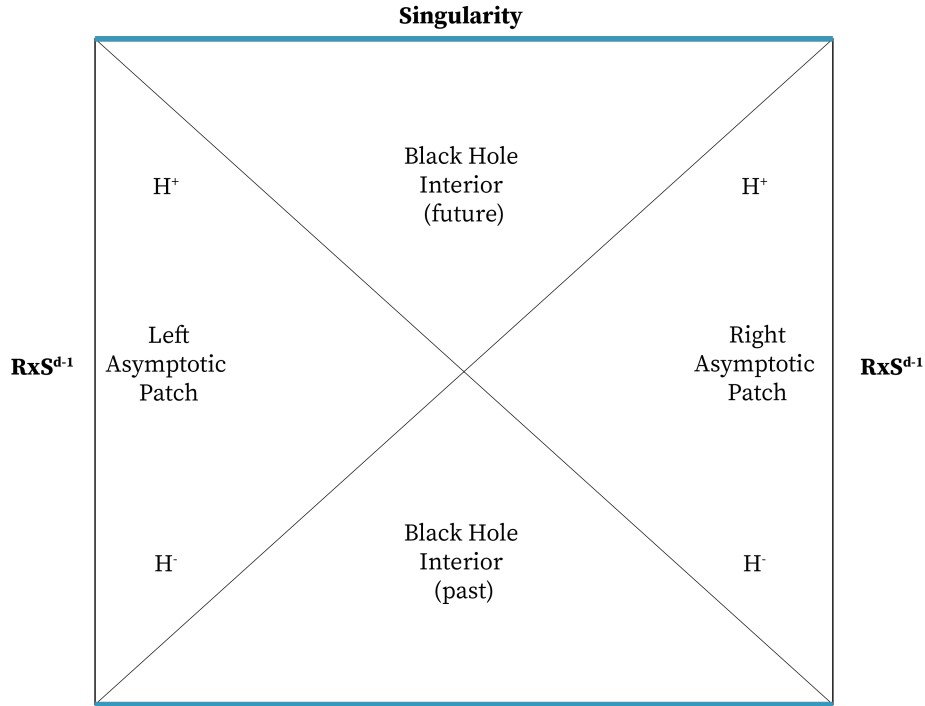 Singularity
Black Hole
Interior
(future)
H⁺
H⁺
Left
Asymptotic
Patch
Right
Asymptotic
Patch
RxSᵈ⁻¹
RxSᵈ⁻¹
Black Hole
Interior
(past)
H⁻
H⁻